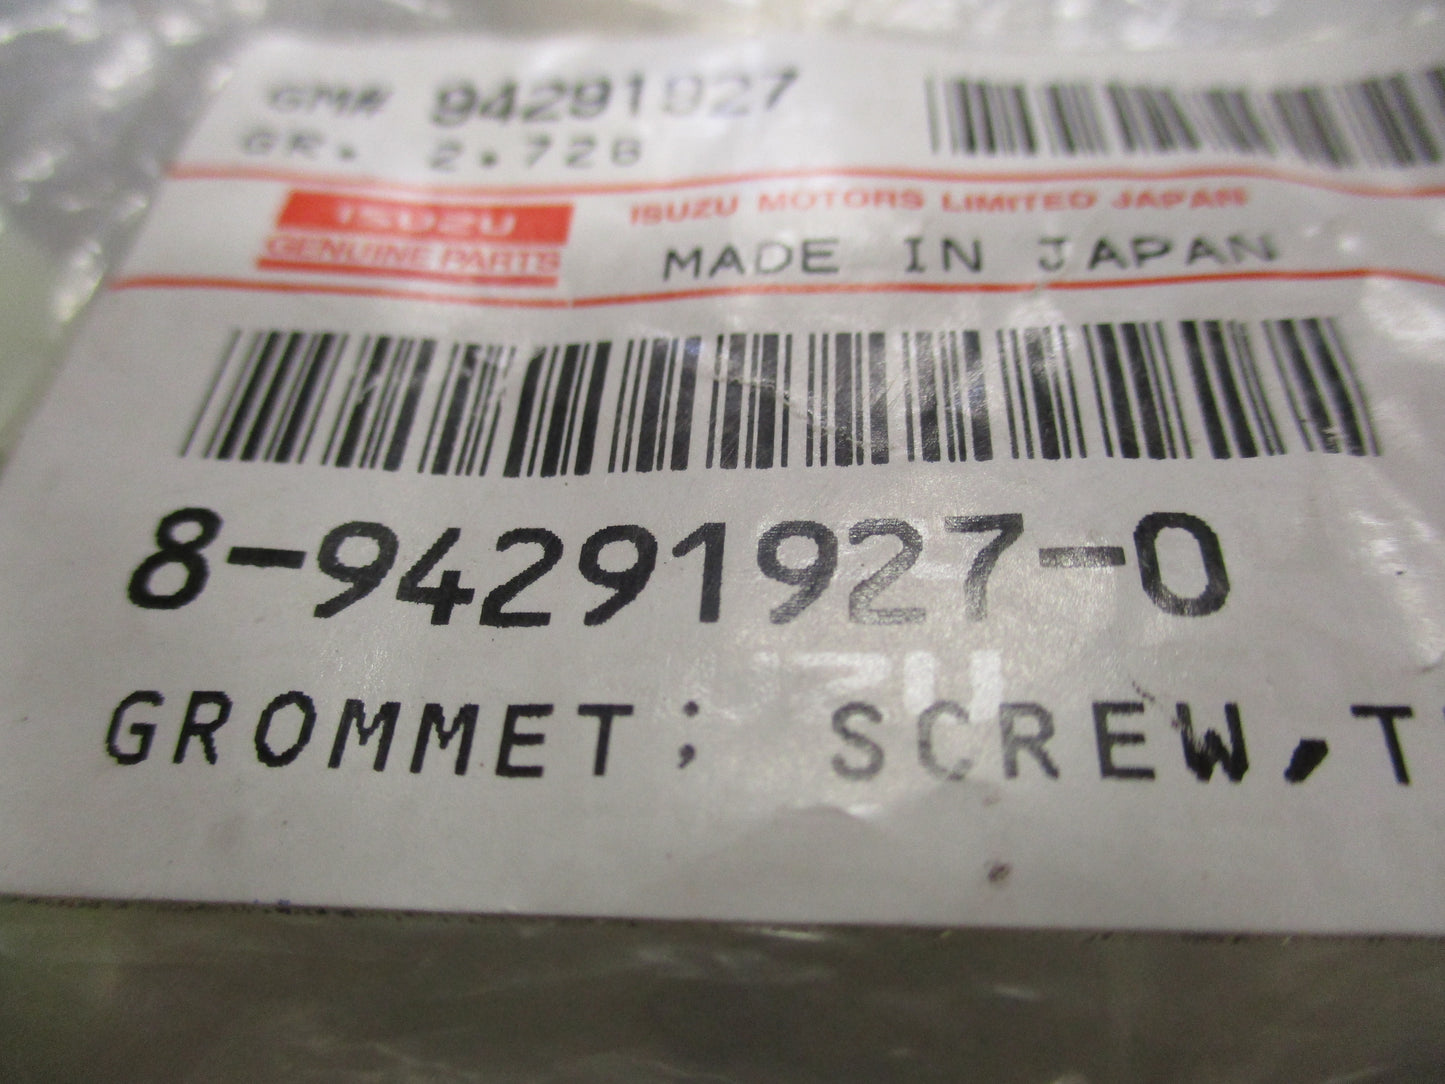 GM# 94291927
GR. 2.728
ISUZU
GENUINE PARTS
ISUZU MOTORS LIMITED JAPAN
MADE IN JAPAN
8-94291927-0
GROMMET; SCREW,T